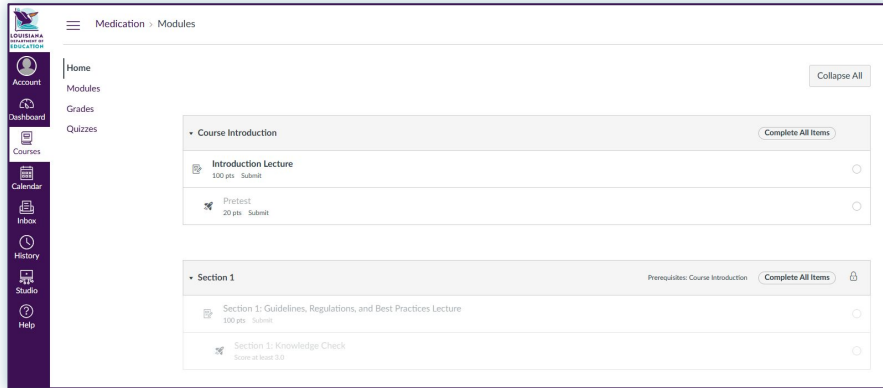 LOUISIANA
DEPARTMENT OF
EDUCATION
Account
Dashboard
Courses
Calendar
Inbox
History
Studio
Help
Medication > Modules
Home
Modules
Grades
Quizzes
Collapse All
Course Introduction Complete All Items
Introduction Lecture
100 pts Submit
Pretest
20 pts Submit
Section 1 Prerequisites: Course Introduction Complete All Items
Section 1: Guidelines, Regulations, and Best Practices Lecture
100 pts Submit
Section 1: Knowledge Check
Score at least 3.0